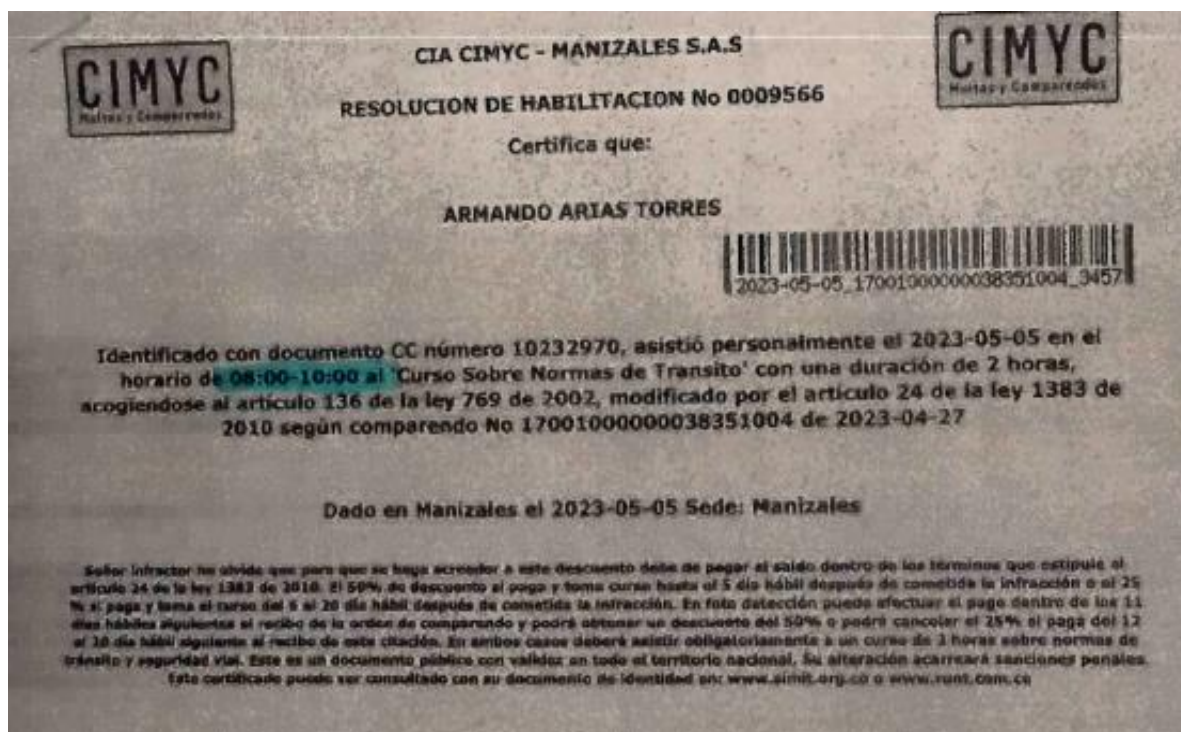 CIMYC
Multas y Comparendos
CIA CIMYC - MANIZALES S.A.S
CIMYC
Multas y Comparendos
RESOLUCION DE HABILITACION No 0009566
Certifica que:
ARMANDO ARIAS TORRES
2023-05-05_17001000000038351004_3457
Identificado con documento CC número 10232970, asistió personalmente el 2023-05-05 en el
horario de 08:00-10:00 al 'Curso Sobre Normas de Transito' con una duración de 2 horas,
acogiendose al articulo 136 de la ley 769 de 2002, modificado por el articulo 24 de la ley 1383 de
2010 según comparendo No 17001000000038351004 de 2023-04-27
Dado en Manizales el 2023-05-05 Sede: Manizales
Señor infractor no olvide que para que se haga acreedor a este descuento debe de pagar el saldo dentro de los términos que estipule el
articulo 24 de la ley 1383 de 2010. El 50% de descuento si paga y toma curso hasta el 5 día hábil después de cometida la infracción o el 25
% si paga y toma el curso del 6 al 20 día hábil después de cometida la infracción. En foto detección puede efectuar el pago dentro de los 11
días hábiles siguientes al recibo de la orden de comparendo y podrá obtener un descuento del 50% o podrá cancelar el 25% si paga del 12
al 20 día hábil siguiente al recibo de esta citación. En ambos casos deberá asistir obligatoriamente a un curso de 2 horas sobre normas de
tránsito y seguridad vial. Este es un documento público con validez en todo el territorio nacional. Su alteración acarreará sanciones penales.
Este certificado puede ser consultado con su documento de identidad en: www.simit.org.co o www.runt.com.co